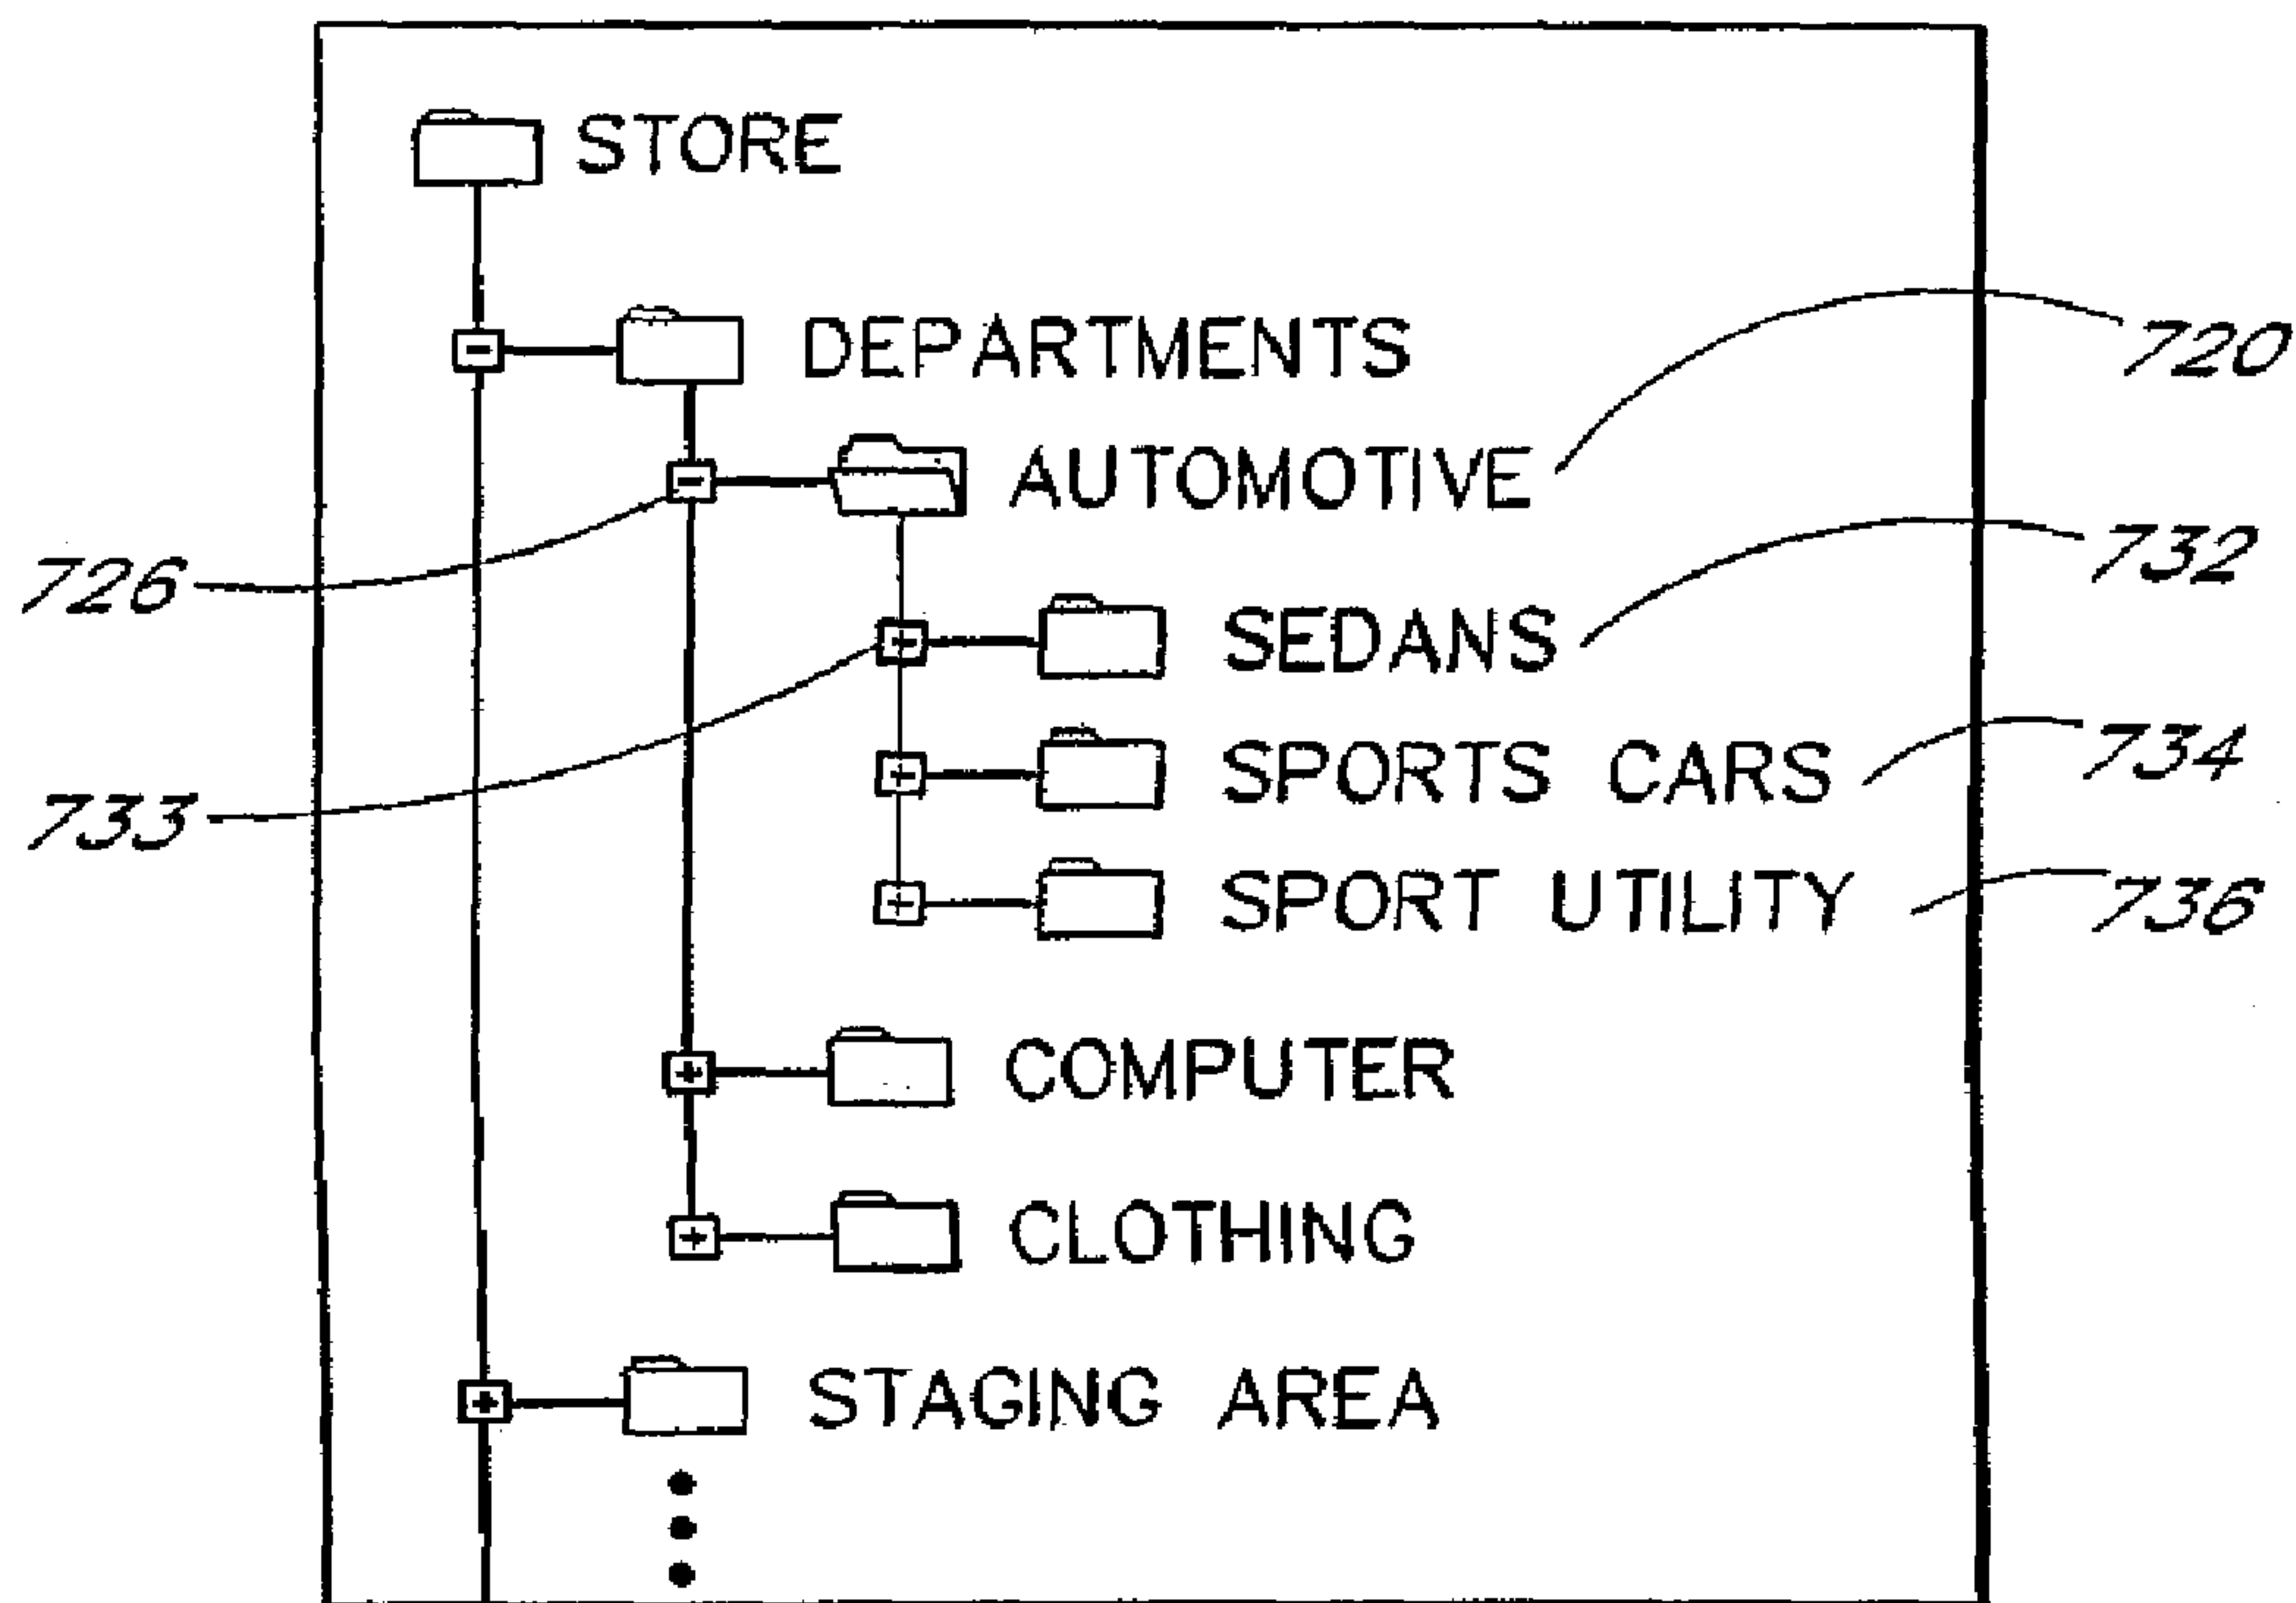 STORE
DEPARTMENTS
720
AUTOMOTIVE
726
732
SEDANS
733
734
SPORTS CARS
736
SPORT UTILITY
COMPUTER
CLOTHING
STAGING AREA